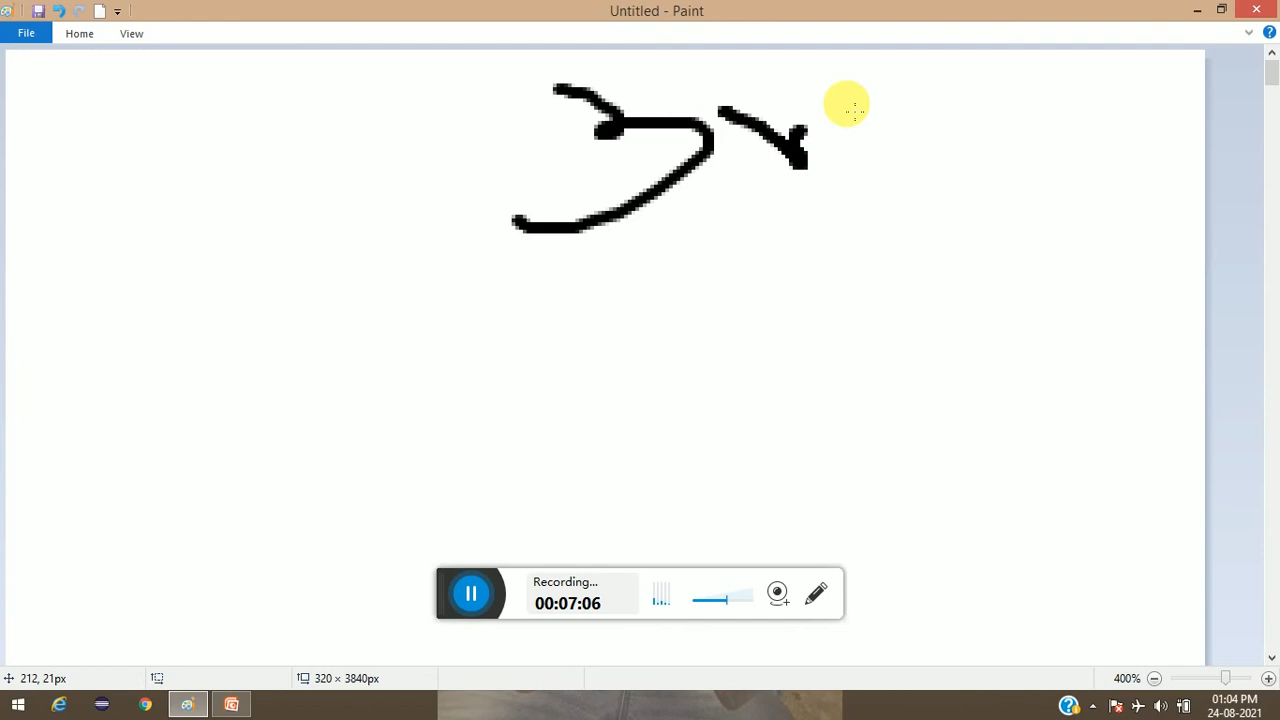 Untitled - Paint
File Home View
Recording...
00:07:06
212, 21px 320 × 3840px 400%
01:04 PM
24-08-2021